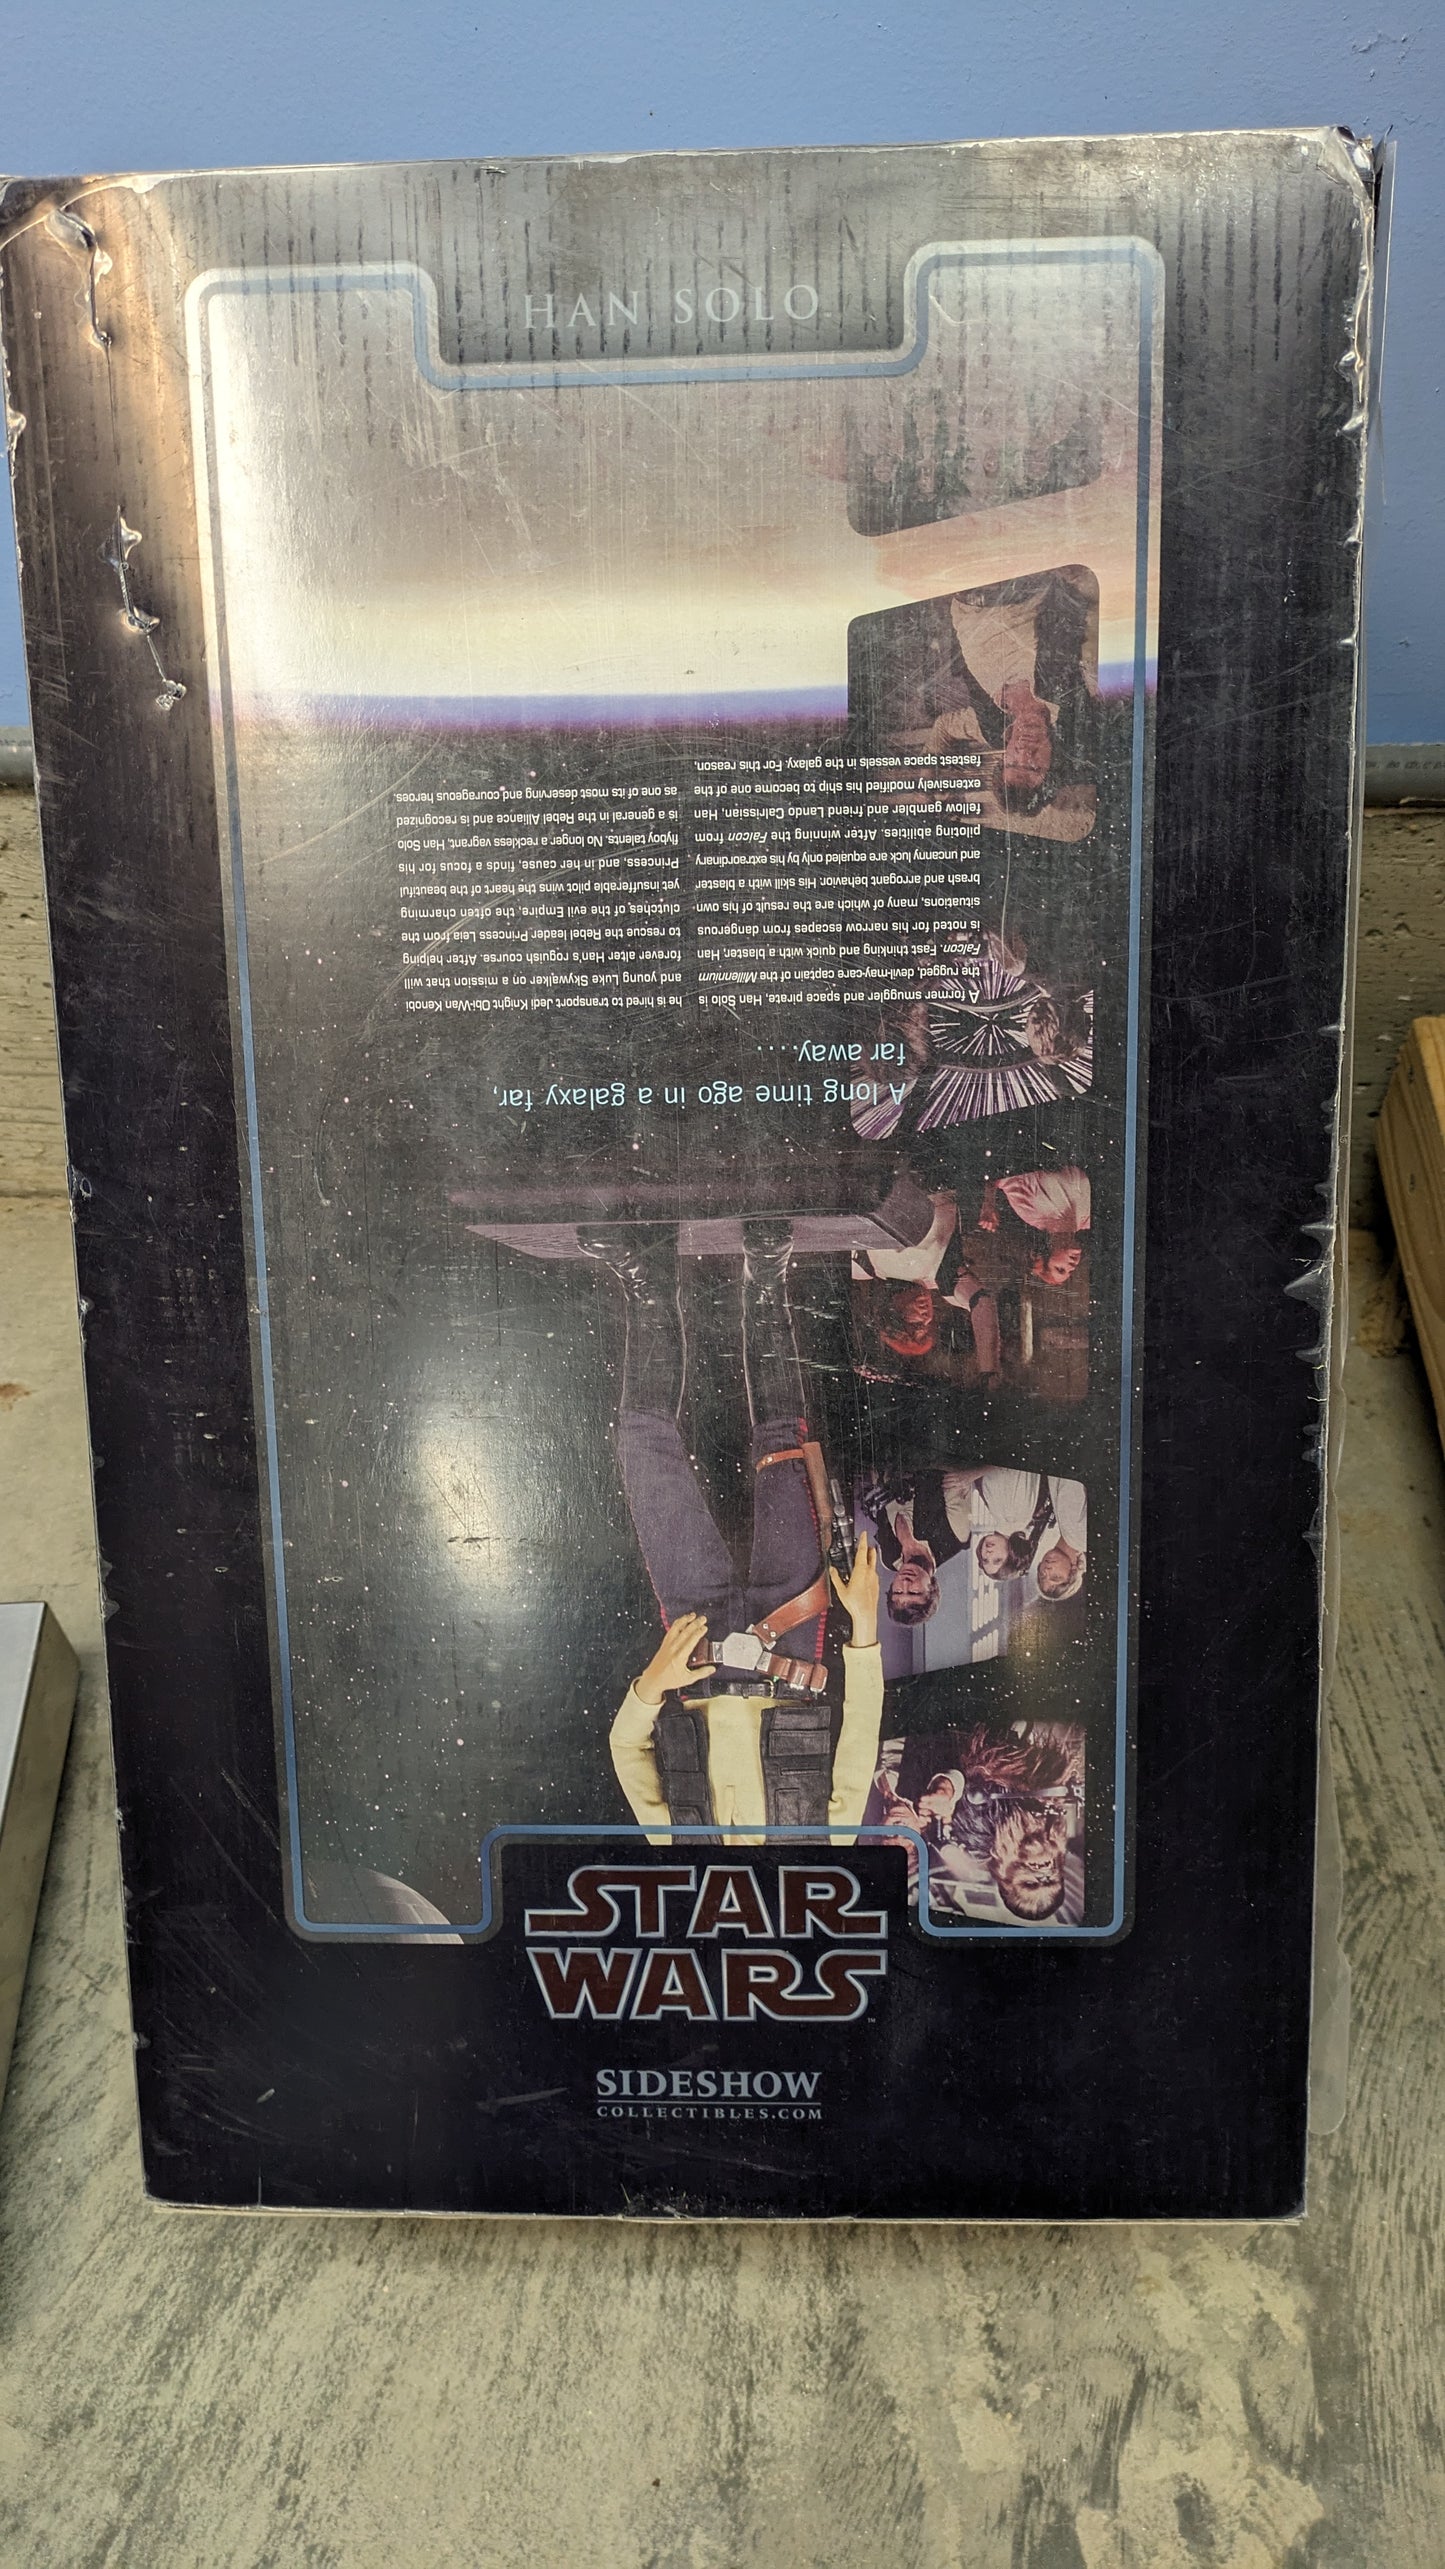 HAN SOLO
A long time ago in a galaxy far,
far away....
A former smuggler and space pirate, Han Solo is
the rugged, devil-may-care captain of the Millennium
Falcon. Fast thinking and quick with a blaster, Han
is noted for his narrow escapes from dangerous
situations, many of which are the result of his own
brash and arrogant behavior. His skill with a blaster
and uncanny luck are equaled only by his extraordinary
piloting abilities. After winning the Falcon from
fellow gambler and friend Lando Calrissian, Han
extensively modified his ship to become one of the
fastest space vessels in the galaxy. For this reason,
he is hired to transport Jedi Knight Obi-Wan Kenobi
and young Luke Skywalker on a mission that will
forever alter Han's roguish course. After helping
to rescue the Rebel leader Princess Leia from the
clutches of the evil Empire, the often charming
yet insufferable pilot wins the heart of the beautiful
Princess, and in her cause, finds a focus for his
flyboy talents. No longer a reckless vagrant, Han Solo
is a general in the Rebel Alliance and is recognized
as one of its most deserving and courageous heroes.
STAR
WARS™
SIDESHOW
COLLECTIBLES.COM